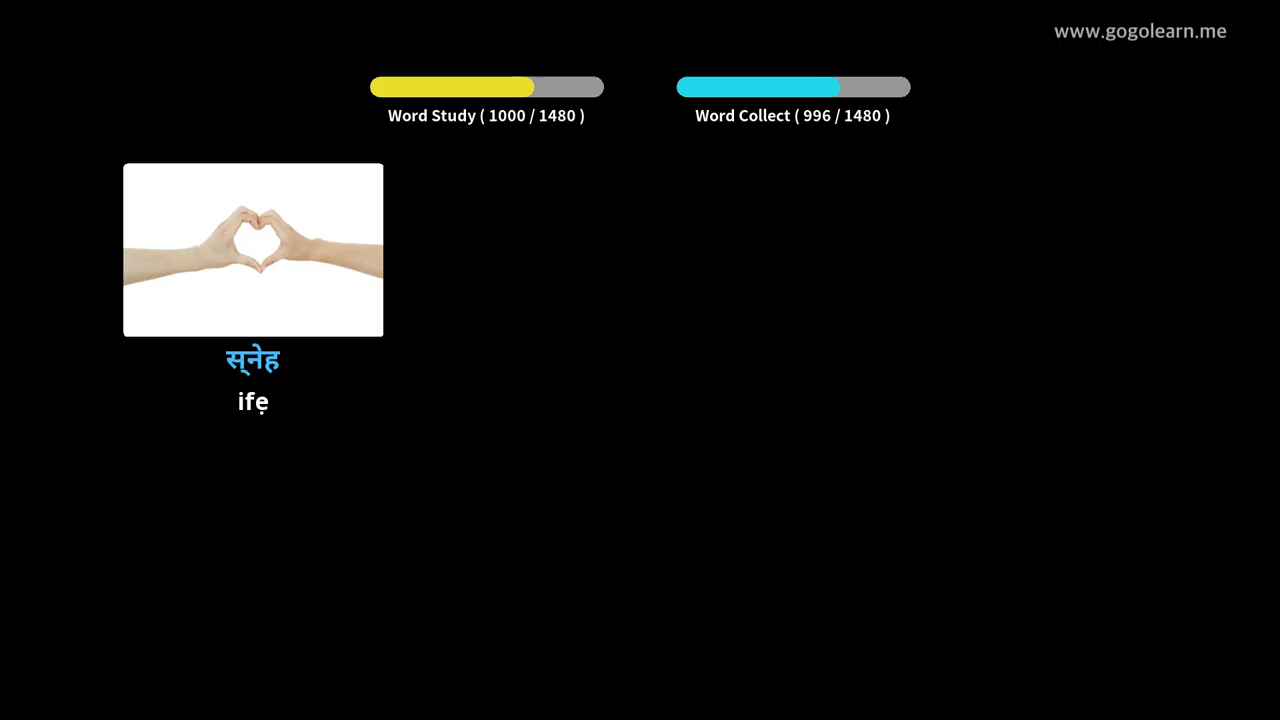 www.gogolearn.me
Word Study ( 1000 / 1480 )
Word Collect ( 996 / 1480 )
स्नेह
ifẹ